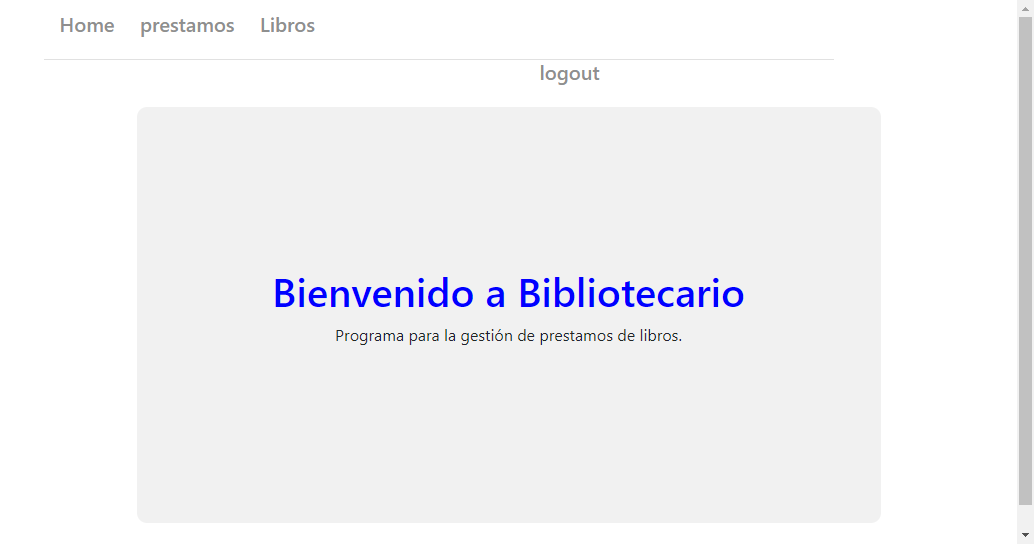 Home prestamos Libros
logout
Bienvenido a Bibliotecario
Programa para la gestión de prestamos de libros.